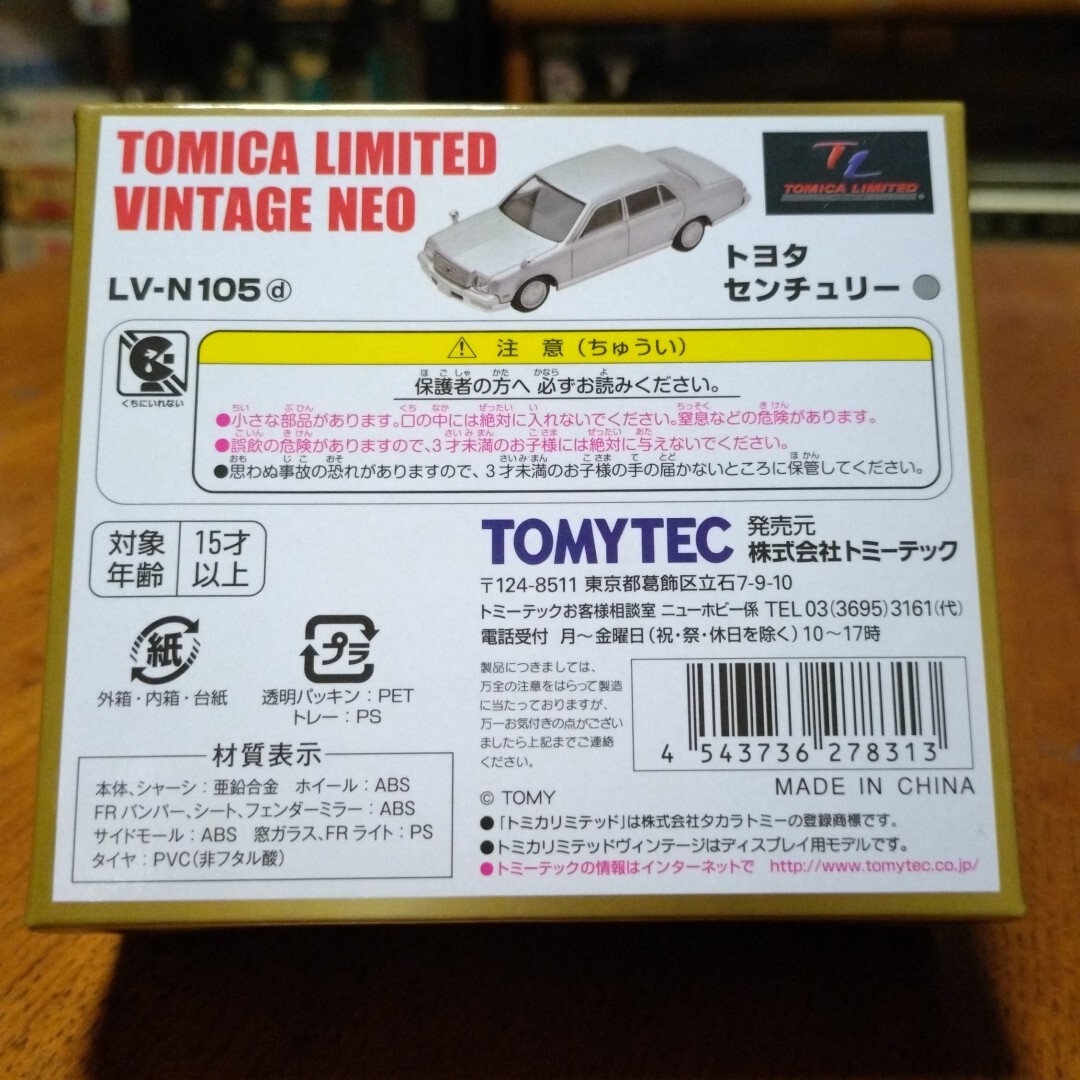 TOMICA LIMITED
VINTAGE NEO
LV-N105 ⓓ
TL
TOMICA LIMITED®
トヨタ
センチュリー
くちにいれない
⚠ 注 意(ちゅうい)
保護者の方へ 必ずお読みください。
●小さな部品があります。口の中には絶対に入れないでください。窒息などの危険があります。
●誤飲の危険がありますので、3才未満のお子様には絶対に与えないでください。
●思わぬ事故の恐れがありますので、3才未満のお子様の手の届かないところに保管してください。
対象
年齢
15才
以上
TOMYTEC
発売元
株式会社トミーテック
〒124-8511 東京都葛飾区立石7-9-10
トミーテックお客様相談室 ニューホビー係 TEL 03(3695)3161(代)
電話受付 月〜金曜日(祝・祭・休日を除く)10〜17時
紙
外箱・内箱・台紙
プラ
透明パッキン:PET
トレー:PS
製品につきましては、
万全の注意をはらって製造
に当たっておりますが、
万一お気付きの点がござい
ましたら上記までご連絡
ください。
4 543736 278313
MADE IN CHINA
材質表示
本体、シャーシ:亜鉛合金 ホイール:ABS
FRバンパー、シート、フェンダーミラー:ABS
サイドモール:ABS 窓ガラス、FRライト:PS
タイヤ:PVC(非フタル酸)
© TOMY
●「トミカリミテッド」は株式会社タカラトミーの登録商標です。
●トミカリミテッドヴィンテージはディスプレイ用モデルです。
●トミーテックの情報はインターネットで http://www.tomytec.co.jp/